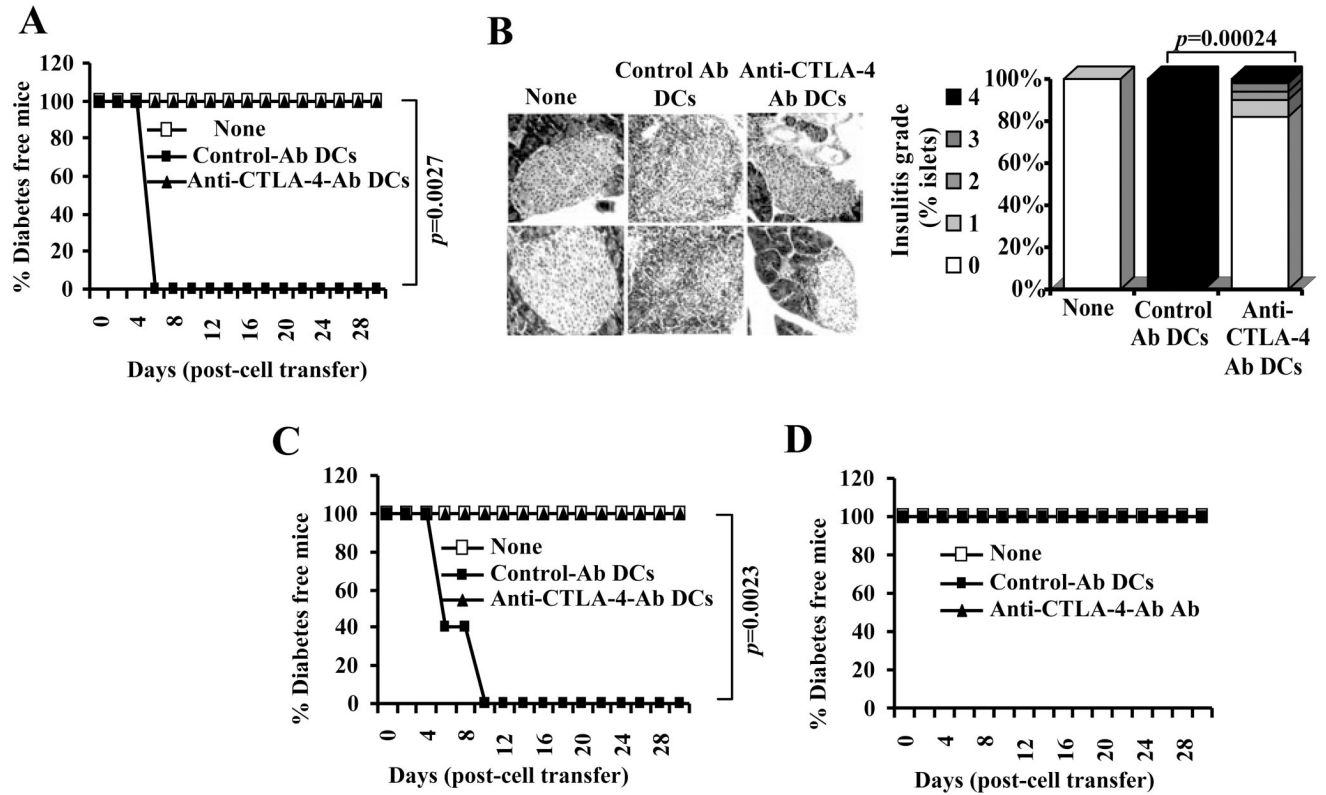 A
120
100
80
60
40
20
0
% Diabetes free mice
None
Control-Ab DCs
Anti-CTLA-4-Ab DCs
p=0.0027
0 4 8 12 16 20 24 28
Days (post-cell transfer)
B
None
Control Ab
DCs
Anti-CTLA-4
Ab DCs
Insulitis grade
(% islets)
4
3
2
1
0
p=0.00024
100%
80%
60%
40%
20%
0%
None
Control
Ab DCs
Anti-
CTLA-4
Ab DCs
C
120
100
80
60
40
20
0
% Diabetes free mice
None
Control-Ab DCs
Anti-CTLA-4-Ab DCs
p=0.0023
0 4 8 12 16 20 24 28
Days (post-cell transfer)
D
120
100
80
60
40
20
0
% Diabetes free mice
None
Control-Ab DCs
Anti-CTLA-4-Ab Ab
0 4 8 12 16 20 24 28
Days (post-cell transfer)